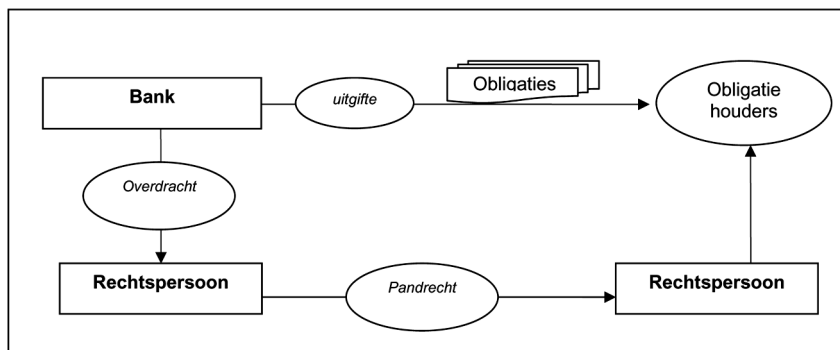 Bank
uitgifte
Obligaties
Obligatie
houders
Overdracht
Rechtspersoon
Pandrecht
Rechtspersoon